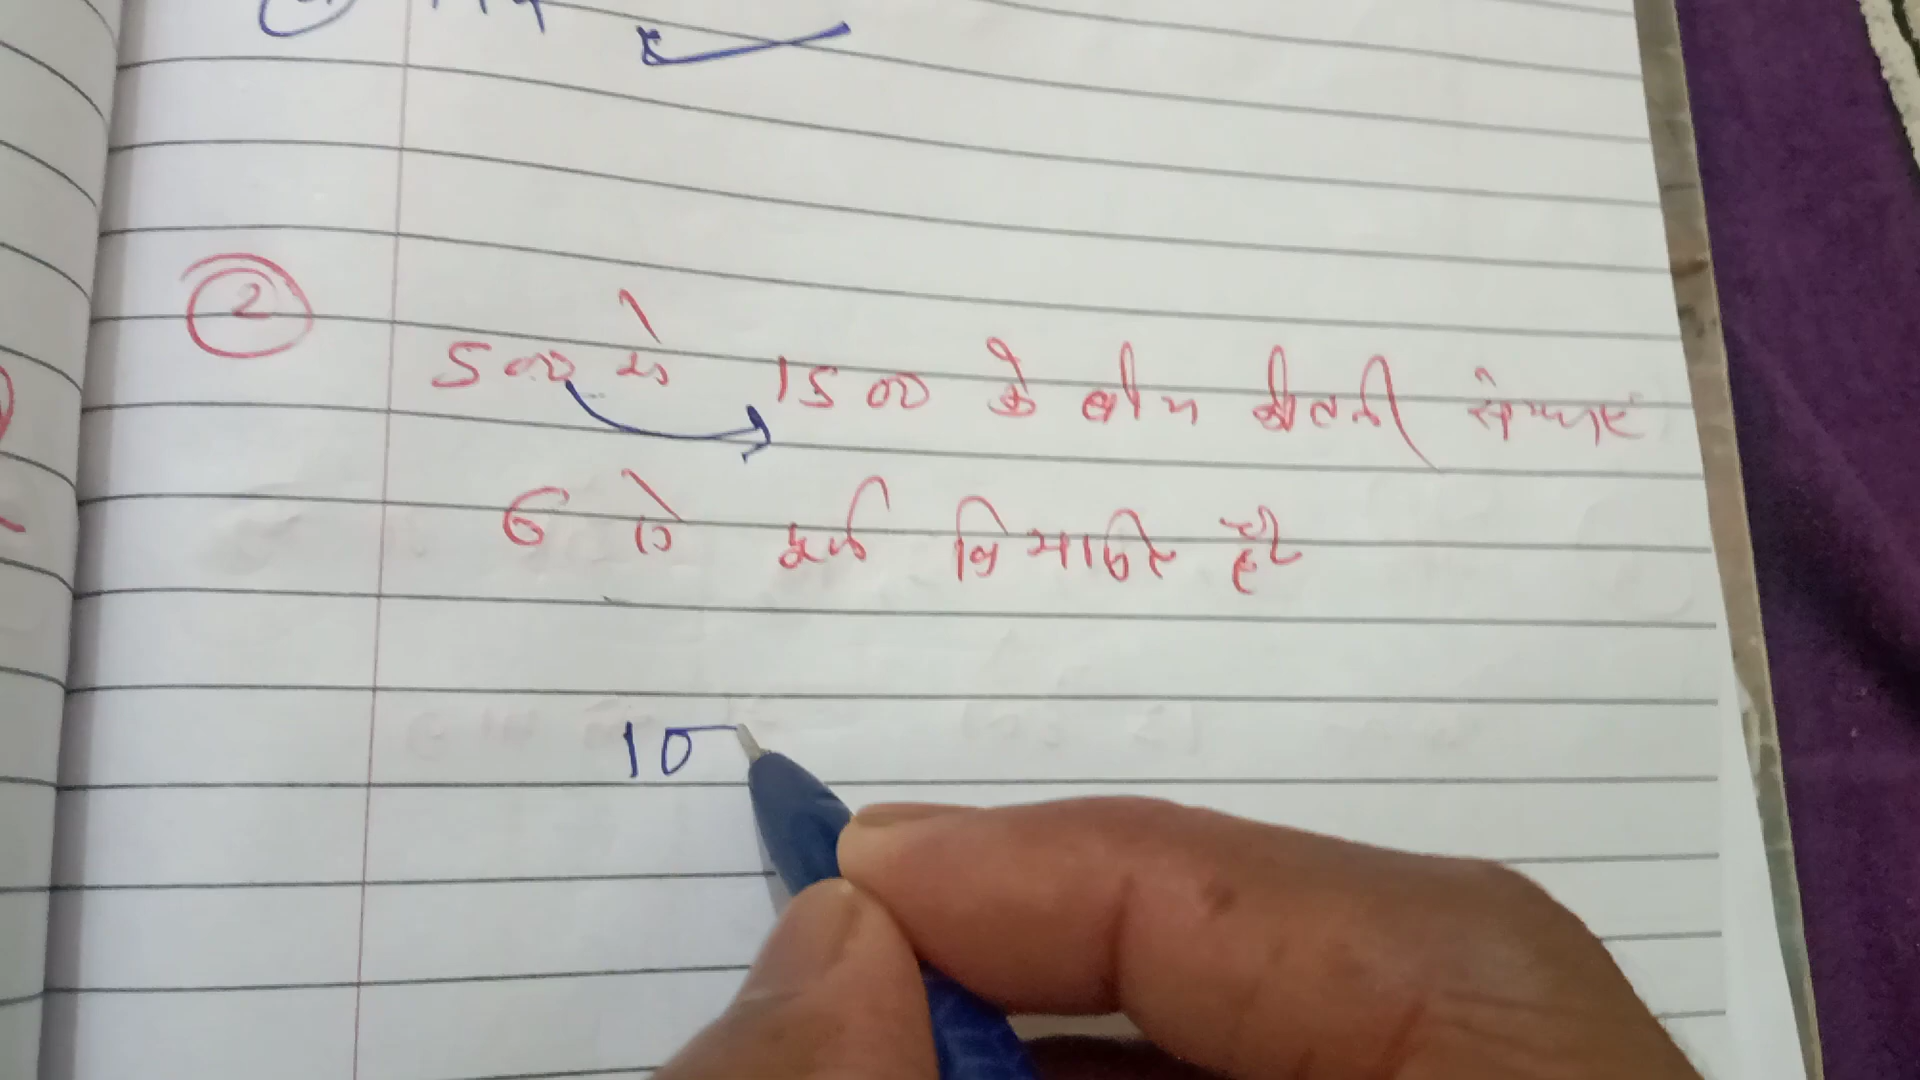 2
500 से 1500 के बीच कितनी संख्याएं
6 से पूर्ण विभाजित है
10